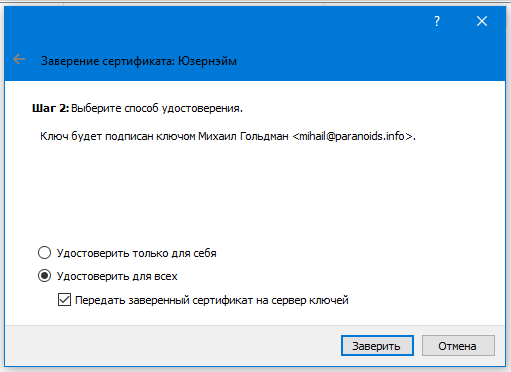 ?
Заверение сертификата: Юзернэйм
Шаг 2: Выберите способ удостоверения.
Ключ будет подписан ключом Михаил Гольдман <mihail@paranoids.info>.
Удостоверить только для себя
Удостоверить для всех
Передать заверенный сертификат на сервер ключей
Заверить Отмена